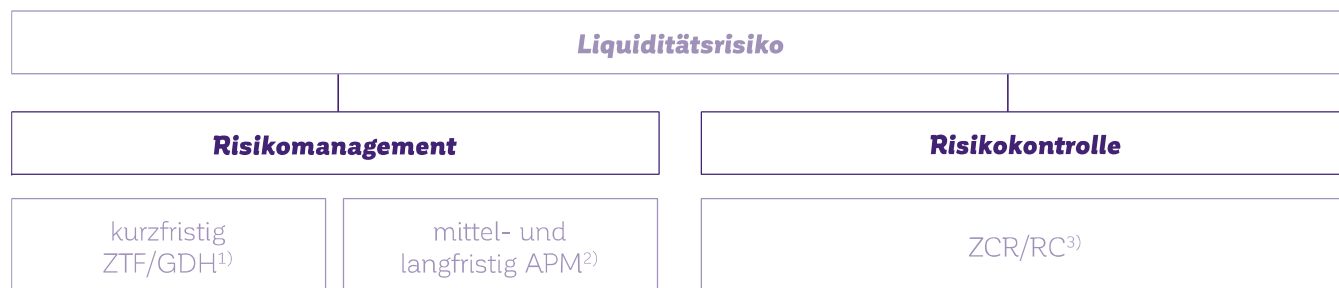 Liquiditätsrisiko
Risikomanagement
Risikokontrolle
kurzfristig
ZTF/GDH1)
mittel- und
langfristig APM2)
ZCR/RC3)